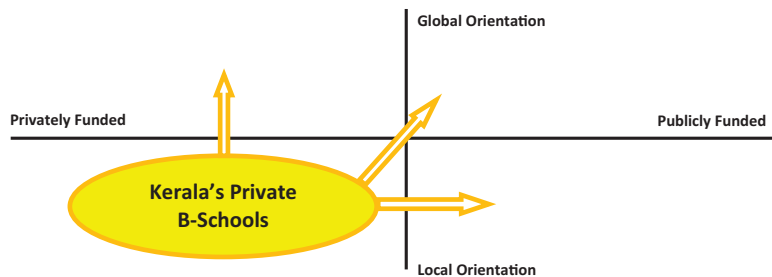 Global Orientation
Privately Funded
Publicly Funded
Kerala’s Private
B-Schools
Local Orientation